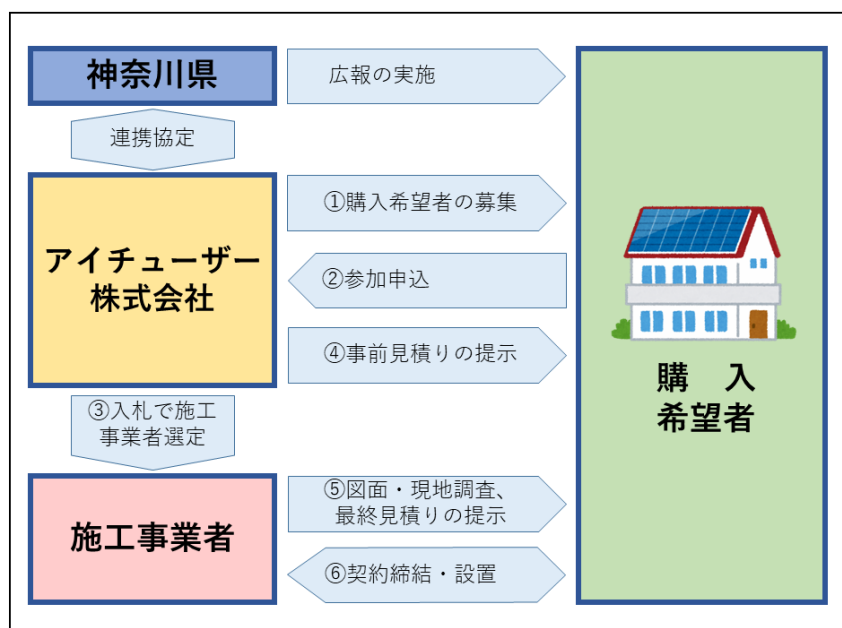 神奈川県
広報の実施
連携協定
アイチューザー
株式会社
①購入希望者の募集
②参加申込
④事前見積りの提示
③入札で施工
事業者選定
購　入
希望者
施工事業者
⑤図面・現地調査、
最終見積りの提示
⑥契約締結・設置